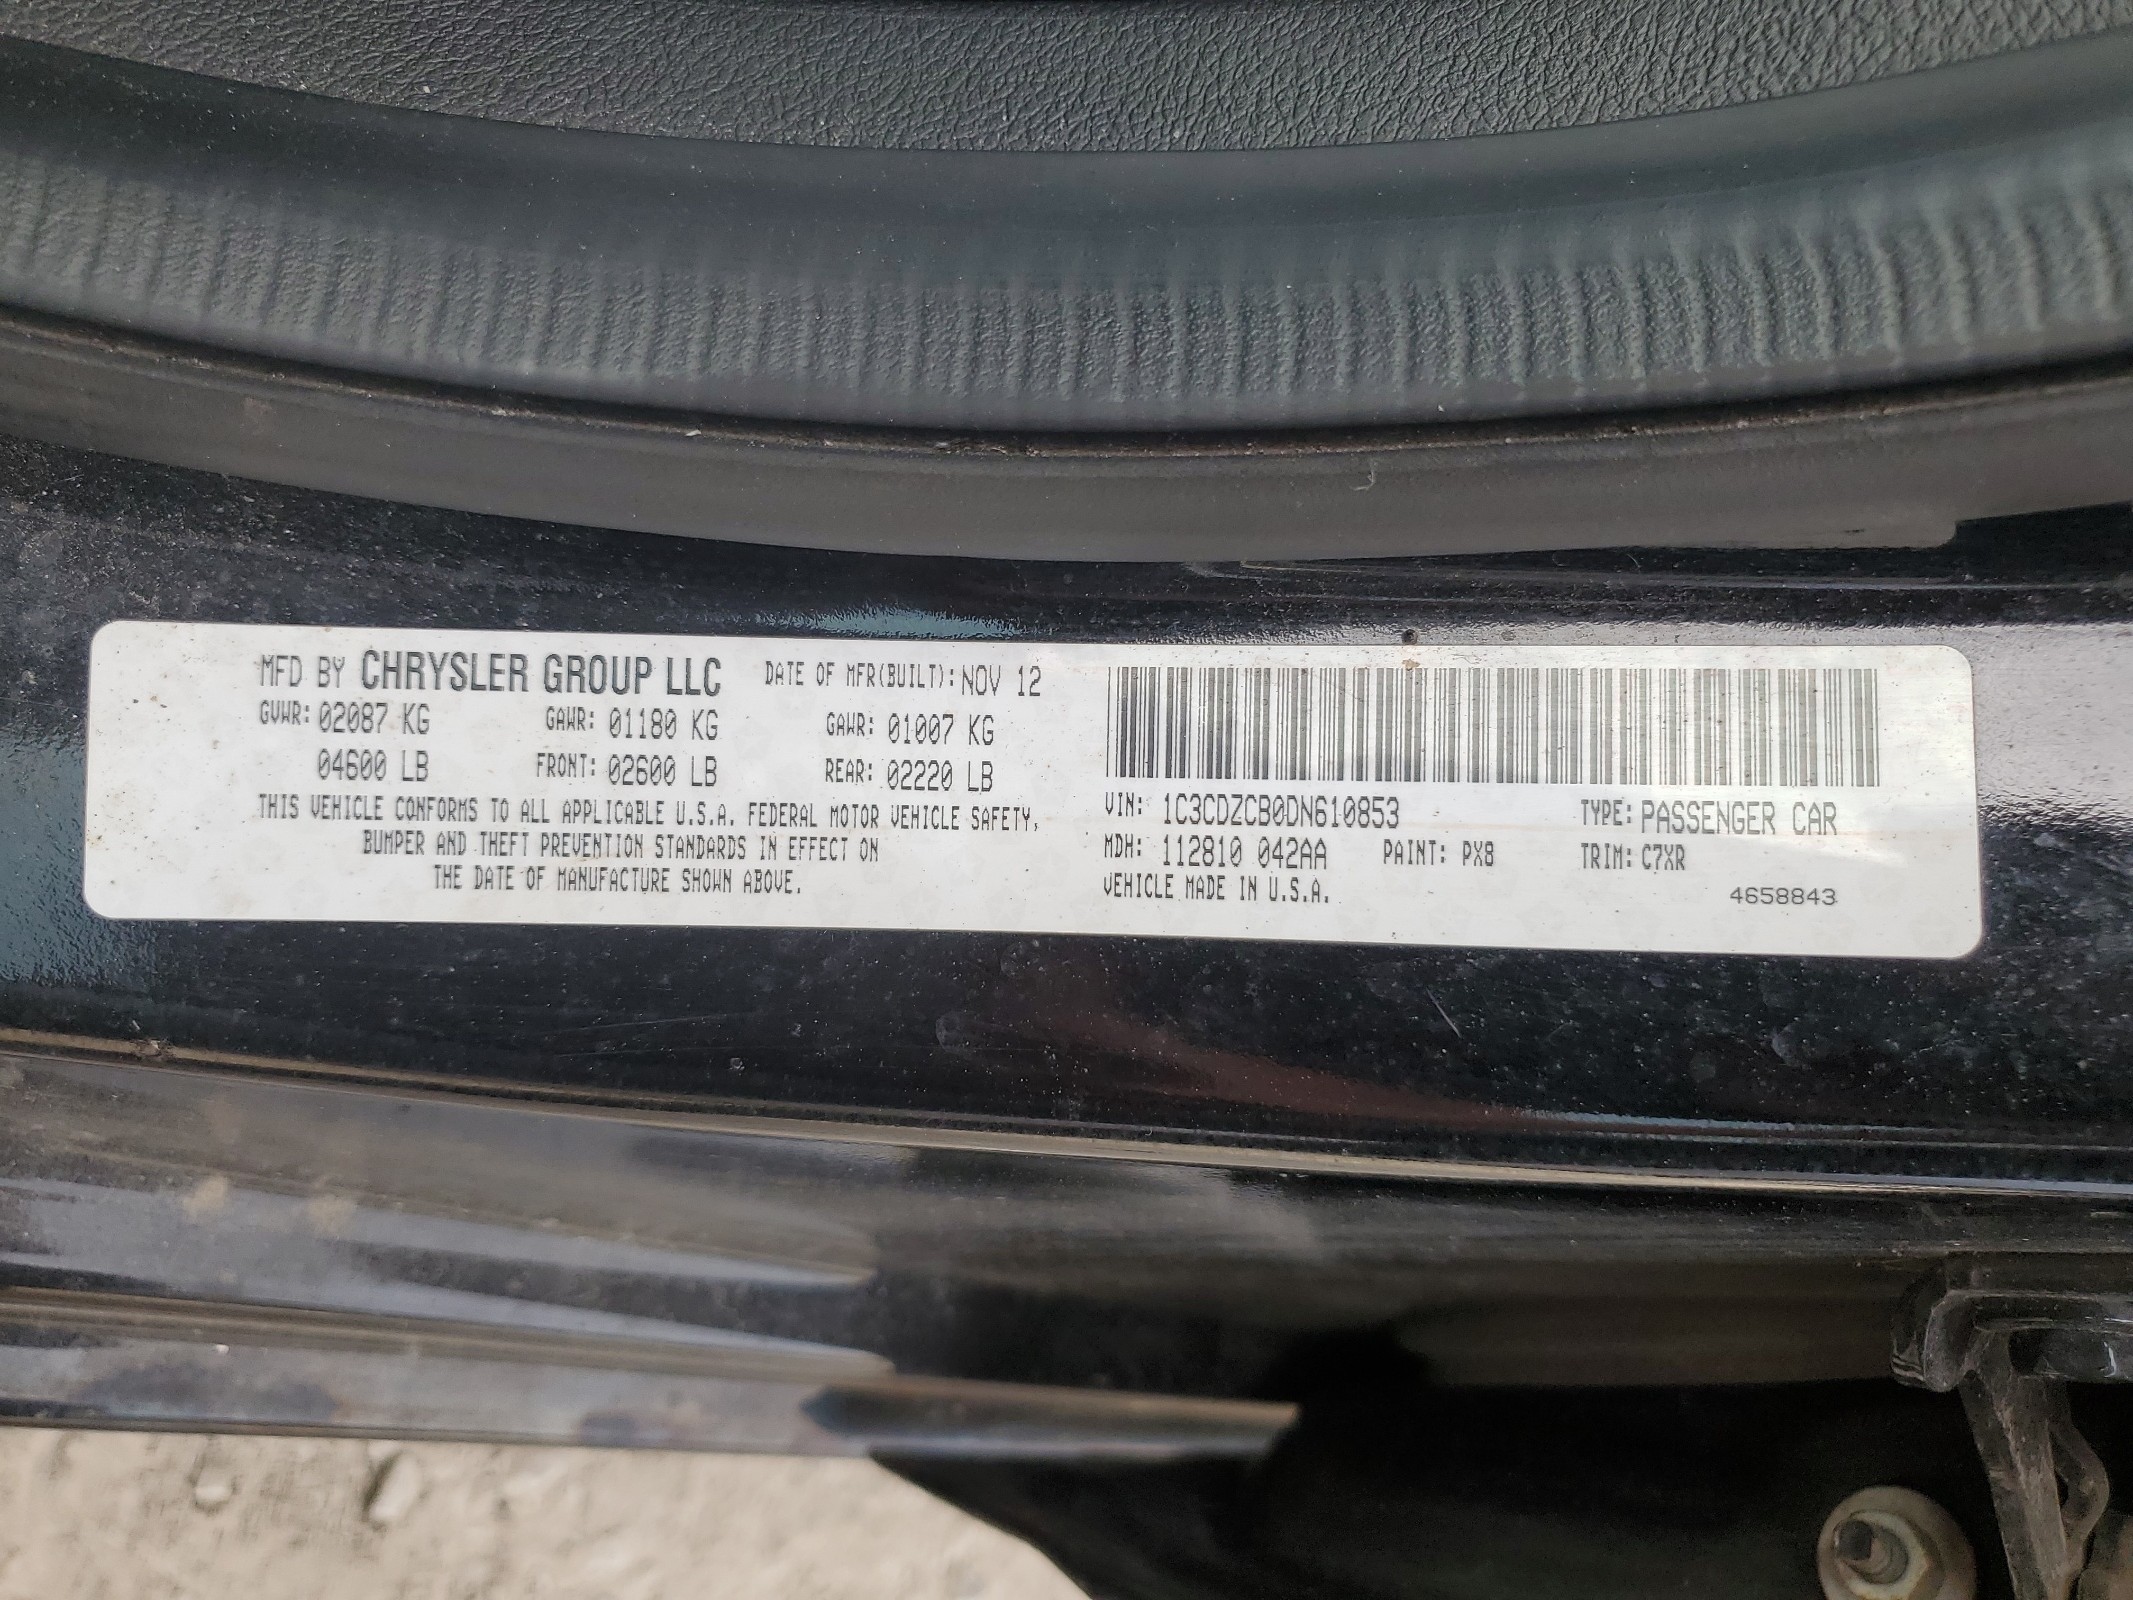 MFD BY CHRYSLER GROUP LLC DATE OF MFR(BUILT): NOV 12
GVWR: 02087 KG GAWR: 01180 KG GAWR: 01007 KG
04600 LB FRONT: 02600 LB REAR: 02220 LB
THIS VEHICLE CONFORMS TO ALL APPLICABLE U.S.A. FEDERAL MOTOR VEHICLE SAFETY,
BUMPER AND THEFT PREVENTION STANDARDS IN EFFECT ON
THE DATE OF MANUFACTURE SHOWN ABOVE.
VIN: 1C3CDZCB0DN610853 TYPE: PASSENGER CAR
MDH: 112810 042AA PAINT: PX8 TRIM: C7XR
VEHICLE MADE IN U.S.A. 4658843